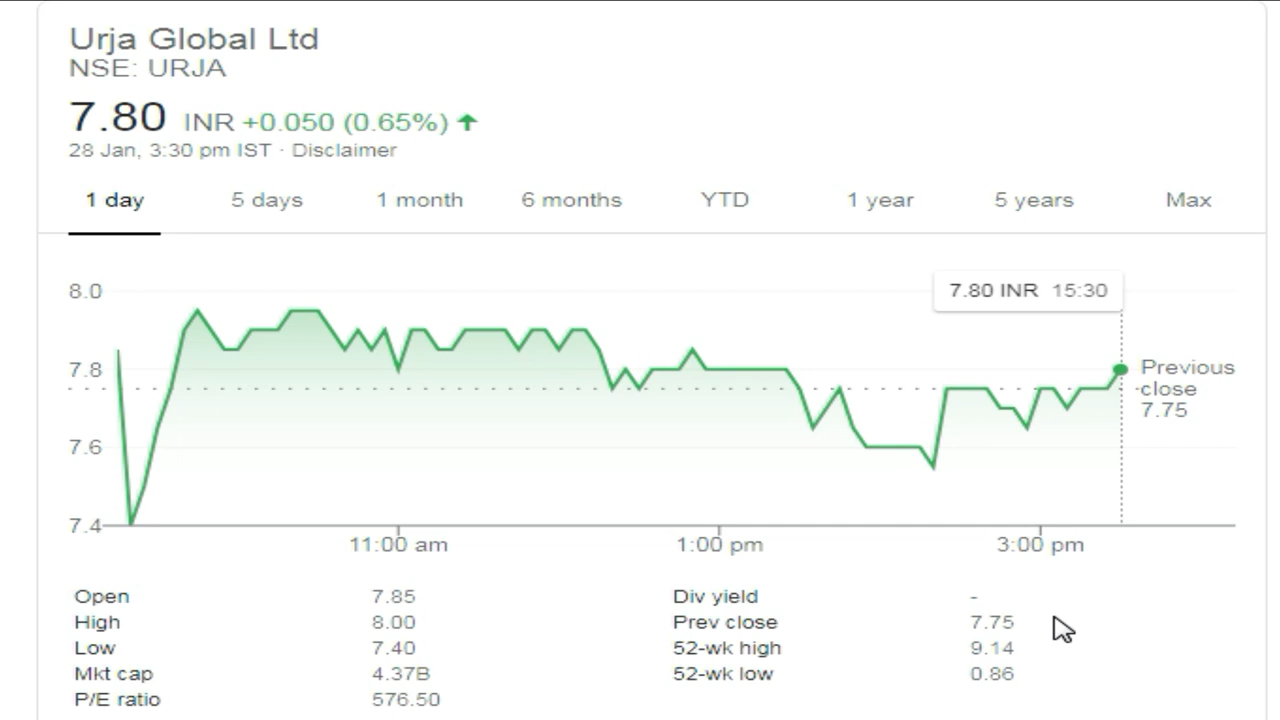 Urja Global Ltd
NSE: URJA
7.80 INR +0.050 (0.65%) ↑
28 Jan, 3:30 pm IST · Disclaimer
1 day 5 days 1 month 6 months YTD 1 year 5 years Max
7.80 INR 15:30
8.0
7.8
7.6
7.4
Previous
close
7.75
11:00 am 1:00 pm 3:00 pm
Open 7.85 Div yield -
High 8.00 Prev close 7.75
Low 7.40 52-wk high 9.14
Mkt cap 4.37B 52-wk low 0.86
P/E ratio 576.50